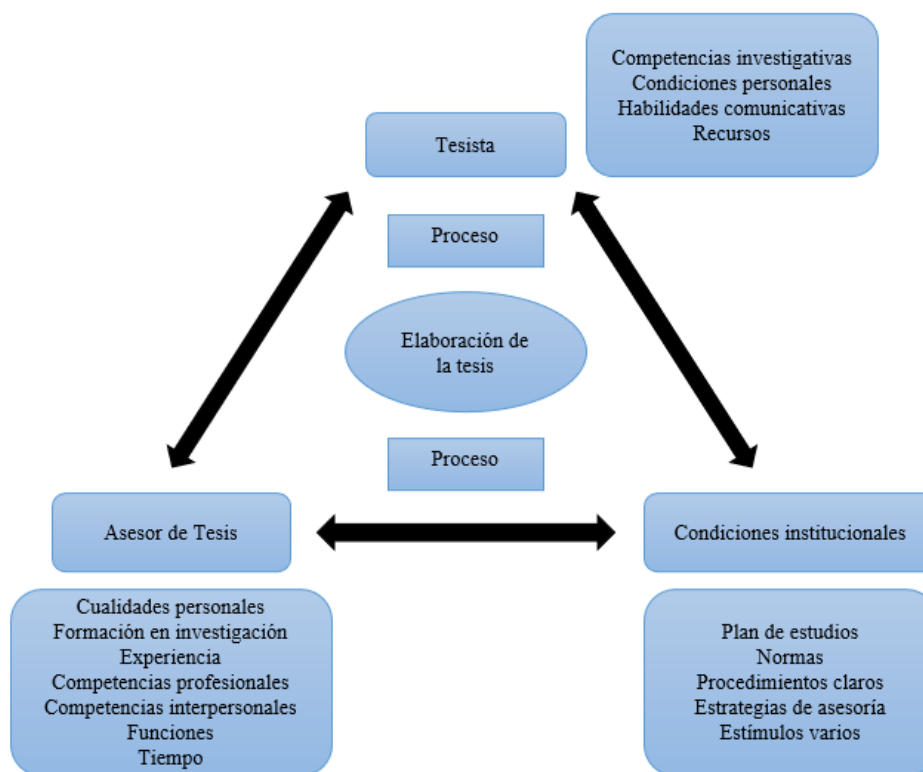 Competencias investigativas
Condiciones personales
Habilidades comunicativas
Recursos
Tesista
Proceso
Elaboración de
la tesis
Proceso
Asesor de Tesis
Condiciones institucionales
Cualidades personales
Formación en investigación
Experiencia
Competencias profesionales
Competencias interpersonales
Funciones
Tiempo
Plan de estudios
Normas
Procedimientos claros
Estrategias de asesoría
Estímulos varios